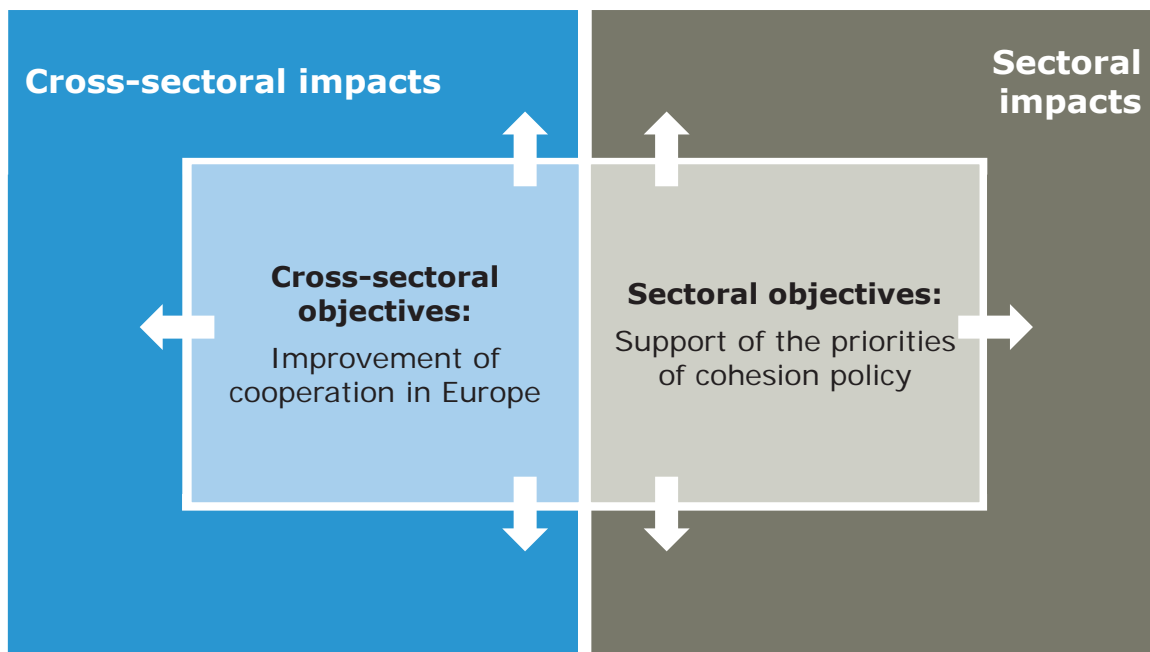 Cross-sectoral impacts
Sectoral
impacts
Cross-sectoral
objectives:
Improvement of
cooperation in Europe
Sectoral objectives:
Support of the priorities
of cohesion policy